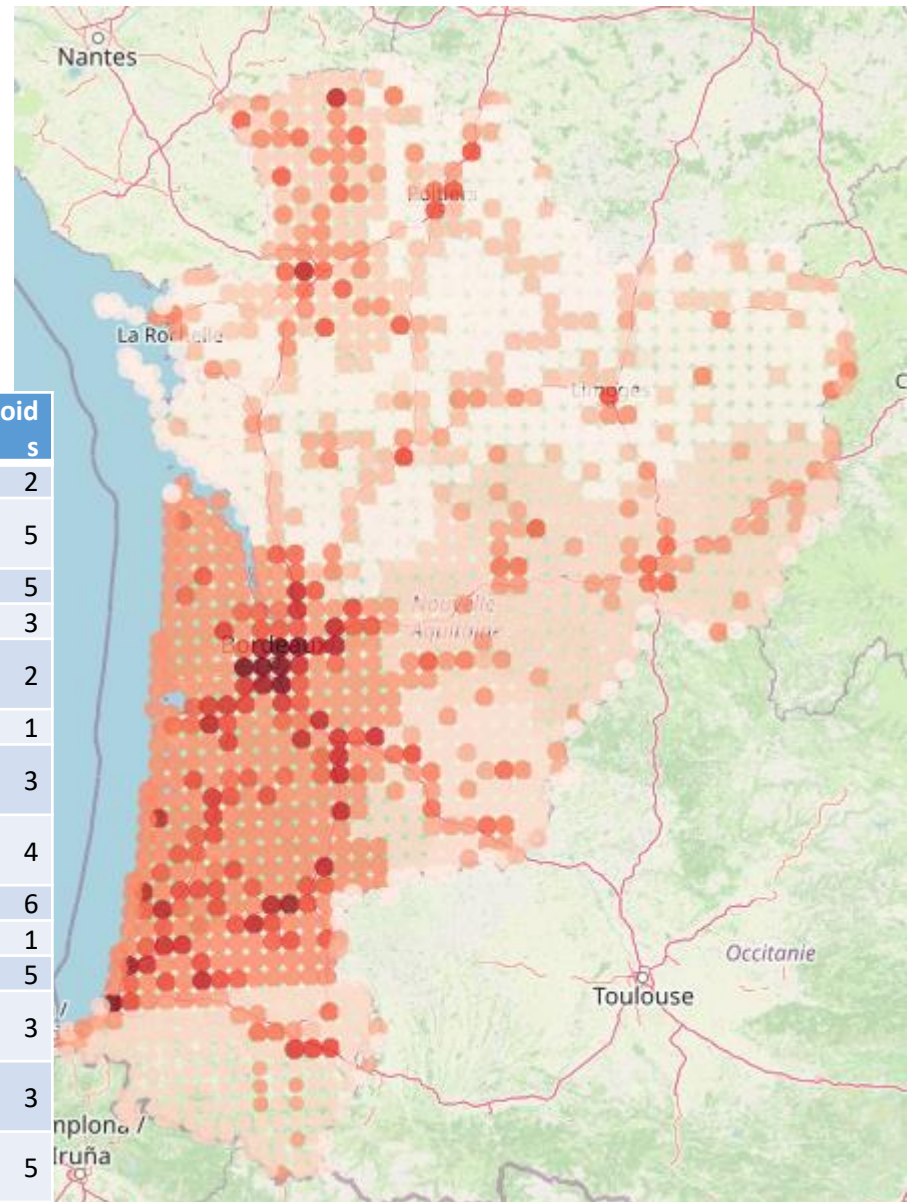 Nantes
Poitiers
La Rochelle
Limoges
oid
s
2
5
5
3
2
1
3
4
6
1
5
3
3
5
Nouvelle
Aquitaine
Bordeaux
Occitanie
Toulouse
mplona /
Iruña
C
/